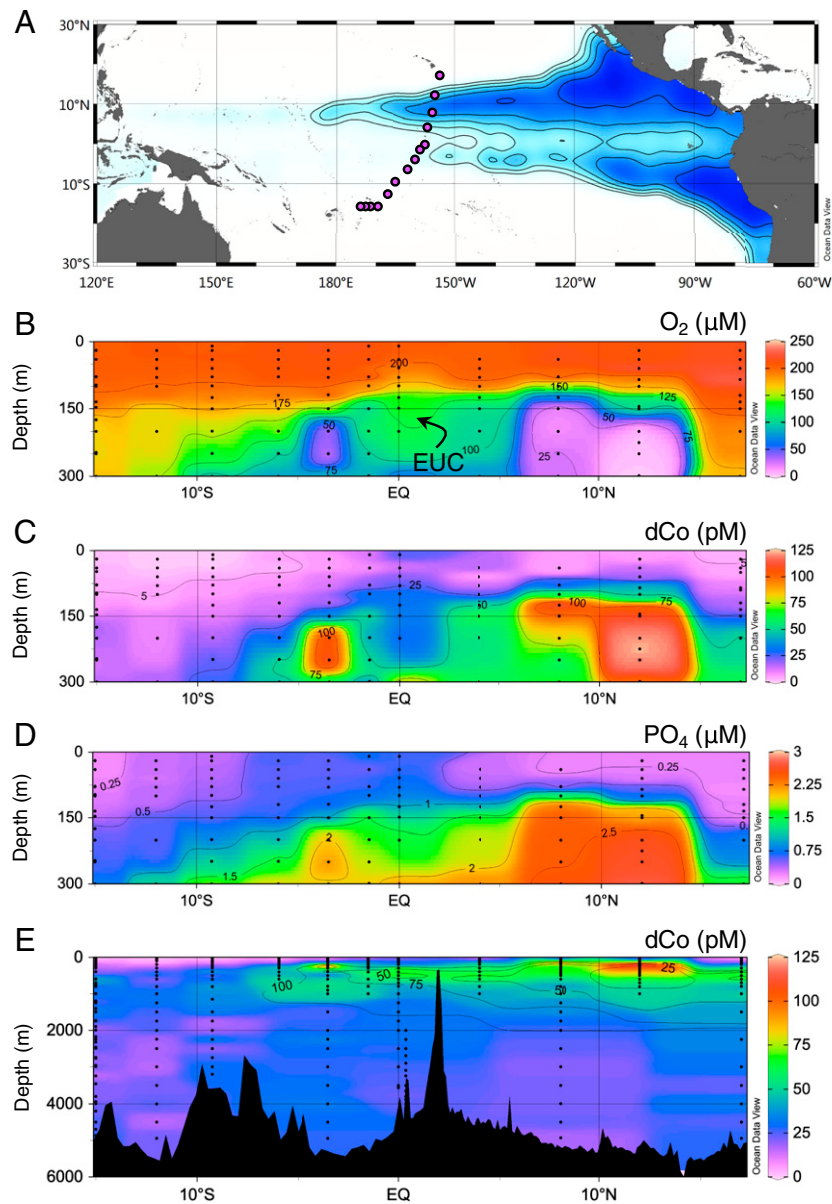 A
30°N
10°N
10°S
30°S
120°E
150°E
180°E
150°W
120°W
90°W
60°W
Ocean Data View
B
O2 (µM)
Depth (m)
0
150
300
200
175
150
125
50
50
75
75
100
25
EUC
10°S
EQ
10°N
Ocean Data View
250
200
150
100
50
0
C
dCo (pM)
Depth (m)
0
150
300
5
25
50
100
75
100
75
5
10°S
EQ
10°N
Ocean Data View
125
100
75
50
25
0
D
PO4 (µM)
Depth (m)
0
150
300
0.25
0.5
1
0.25
2
1.5
2
2.5
0
10°S
EQ
10°N
Ocean Data View
3
2.25
1.5
0.75
0
E
dCo (pM)
Depth (m)
0
2000
4000
6000
100
50
75
50
25
10°S
EQ
10°N
Ocean Data View
125
100
75
50
25
0